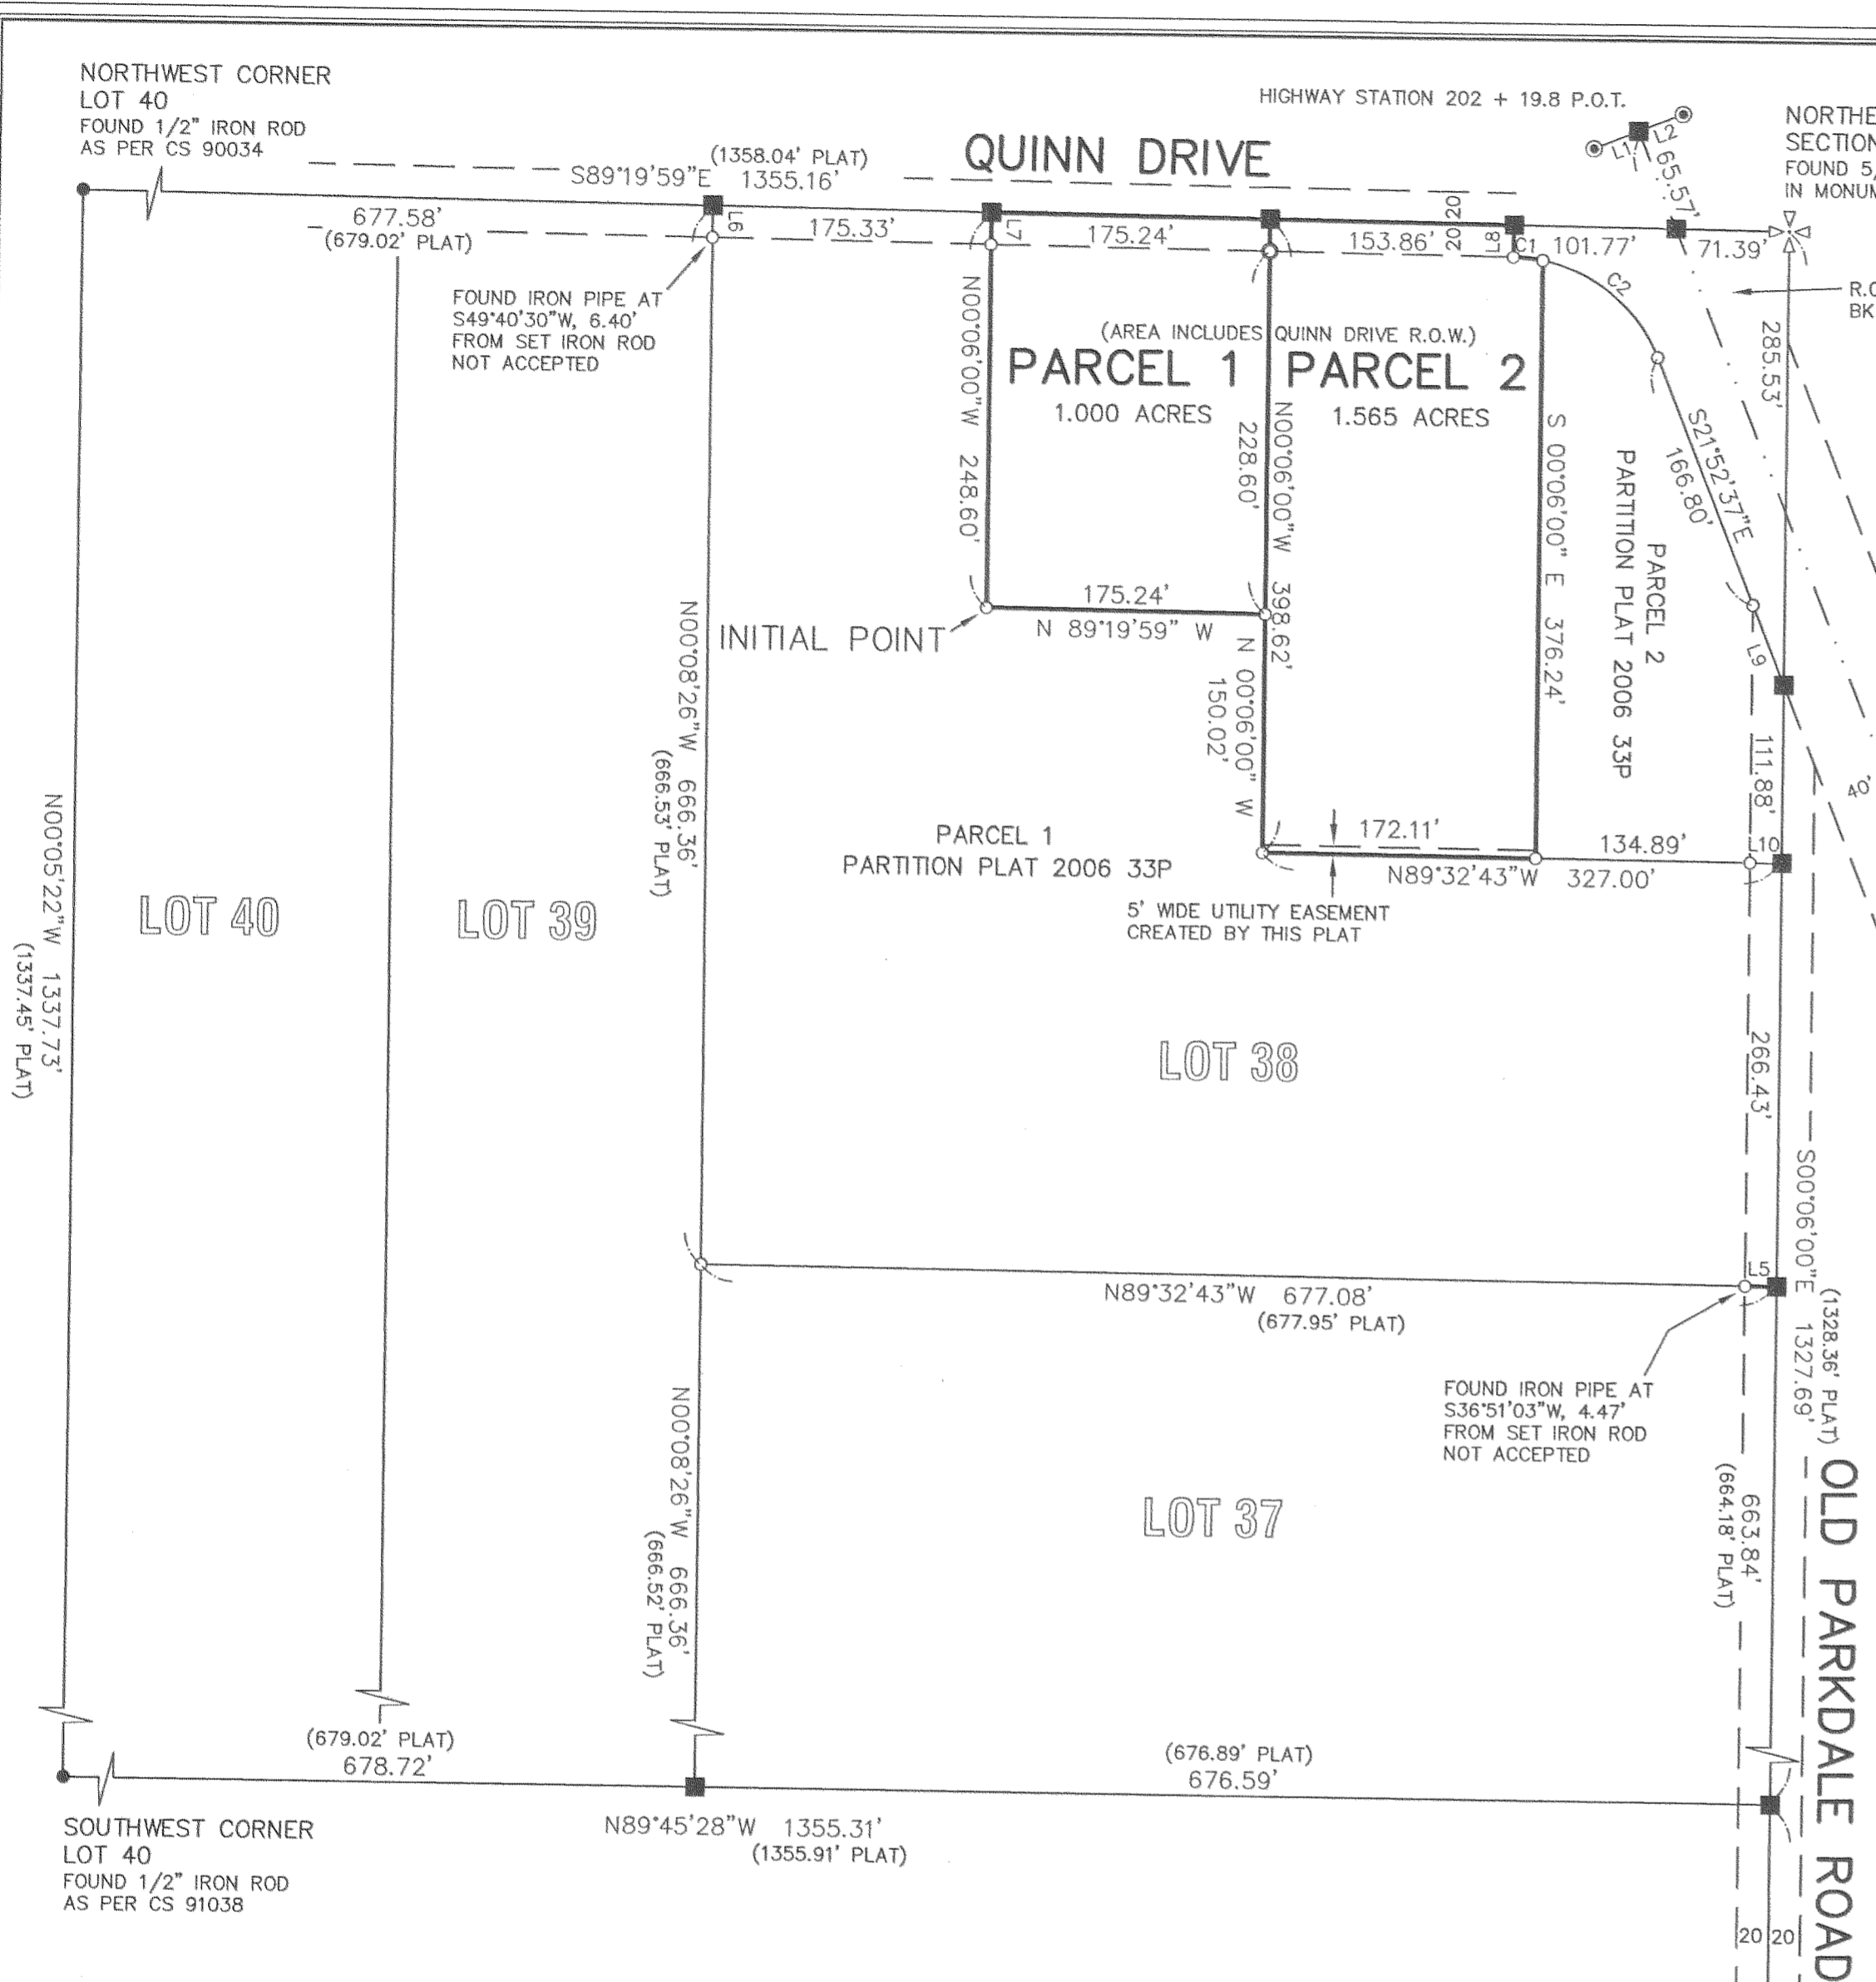 NORTHWEST CORNER
LOT 40
FOUND 1/2" IRON ROD
AS PER CS 90034
HIGHWAY STATION 202 + 19.8 P.O.T.
NORTHE
SECTION
FOUND 5/
IN MONUM
L1
L2
65.57'
QUINN DRIVE
(1358.04' PLAT)
S89°19'59"E 1355.16'
677.58'
(679.02' PLAT)
L6
175.33'
L7
175.24'
153.86'
20
20
L8
C1
101.77'
71.39'
C2
R.O
BK
FOUND IRON PIPE AT
S49°40'30"W, 6.40'
FROM SET IRON ROD
NOT ACCEPTED
(AREA INCLUDES QUINN DRIVE R.O.W.)
PARCEL 1
1.000 ACRES
PARCEL 2
1.565 ACRES
N00°06'00"W 248.60'
228.60'
N00°06'00"W 398.62'
S 00°06'00" E 376.24'
285.53'
S21°52'37"E
166.80'
PARCEL 2
PARTITION PLAT 2006 33P
175.24'
N 89°19'59" W
INITIAL POINT
N 00°06'00" W
150.02'
L9
111.88'
40'
N00°08'26"W 666.36'
(666.53' PLAT)
PARCEL 1
PARTITION PLAT 2006 33P
172.11'
134.89'
L10
N89°32'43"W 327.00'
5' WIDE UTILITY EASEMENT
CREATED BY THIS PLAT
N00°05'22"W 1337.73'
(1337.45' PLAT)
LOT 40
LOT 39
LOT 38
266.43'
S00°06'00"E 1327.69'
(1328.36' PLAT)
L5
N89°32'43"W 677.08'
(677.95' PLAT)
FOUND IRON PIPE AT
S36°51'03"W, 4.47'
FROM SET IRON ROD
NOT ACCEPTED
N00°08'26"W 666.36'
(666.52' PLAT)
LOT 37
663.84'
(664.18' PLAT)
OLD PARKDALE ROAD
(679.02' PLAT)
678.72'
(676.89' PLAT)
676.59'
N89°45'28"W 1355.31'
(1355.91' PLAT)
SOUTHWEST CORNER
LOT 40
FOUND 1/2" IRON ROD
AS PER CS 91038
20
20